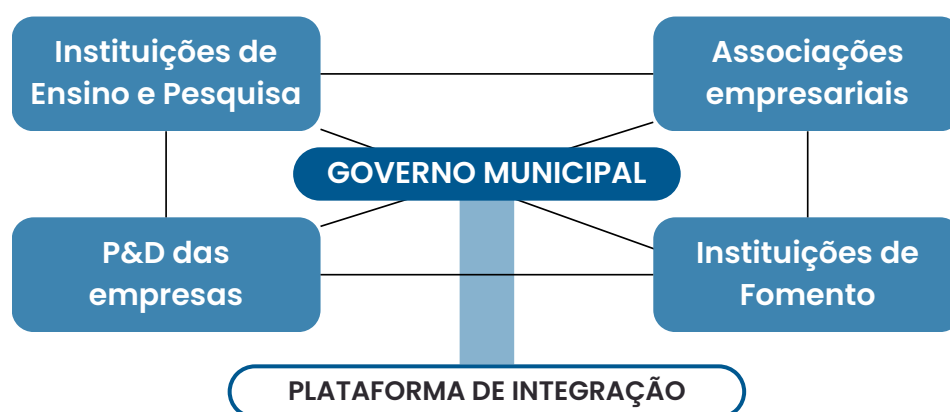 Instituições de
Ensino e Pesquisa
Associações
empresariais
GOVERNO MUNICIPAL
P&D das
empresas
Instituições de
Fomento
PLATAFORMA DE INTEGRAÇÃO